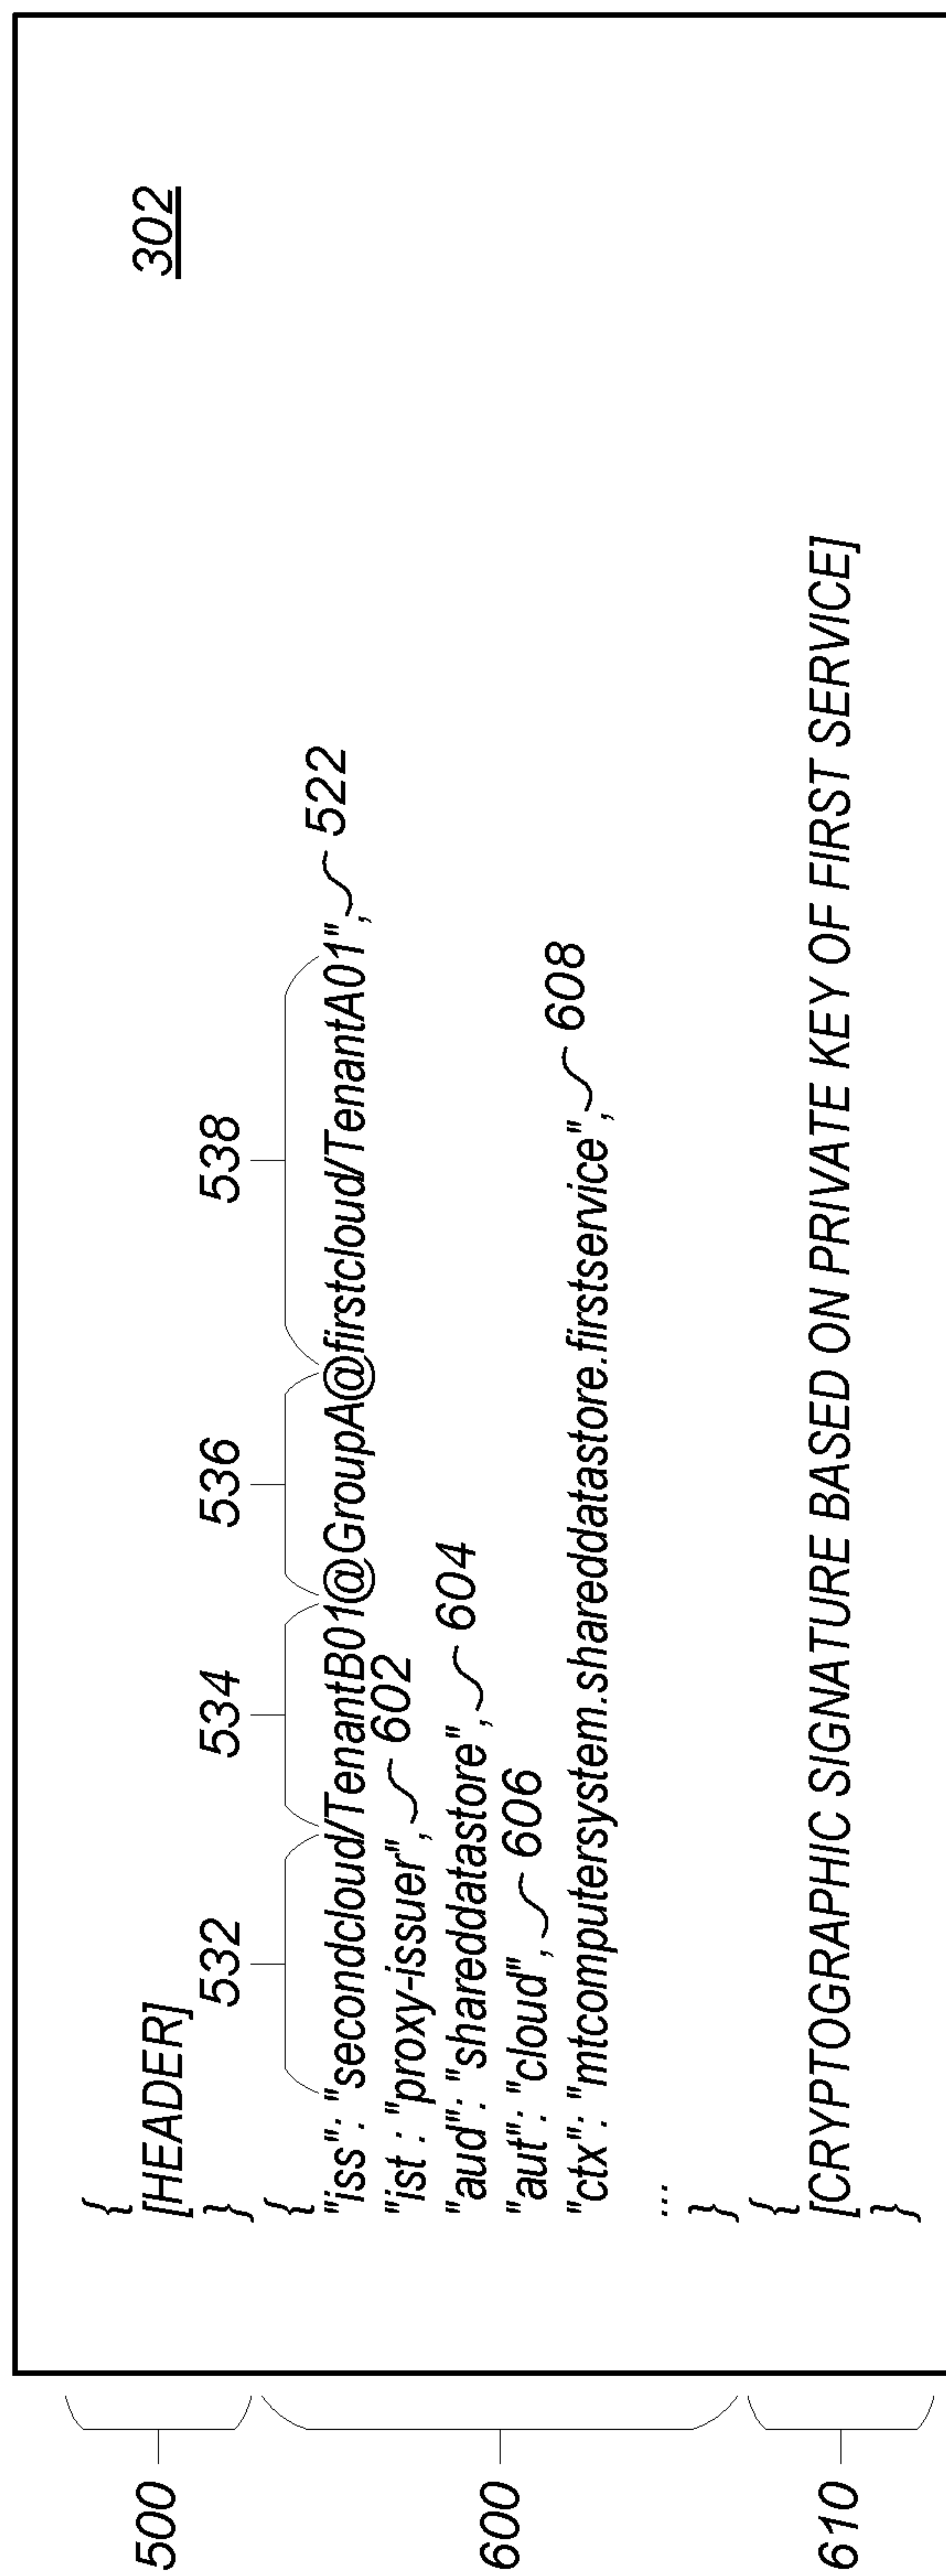 302
500
{
[HEADER]
}
532 534 536 538
600
{
"iss": "secondcloud/TenantB01@GroupA@firstcloud/TenantA01", 522
"ist : "proxy-issuer", 602
"aud": "shareddatastore", 604
"aut": "cloud", 606
"ctx": "mtcomputersystem.shareddatastore.firstservice", 608
...
}
610
{
[CRYPTOGRAPHIC SIGNATURE BASED ON PRIVATE KEY OF FIRST SERVICE]
}